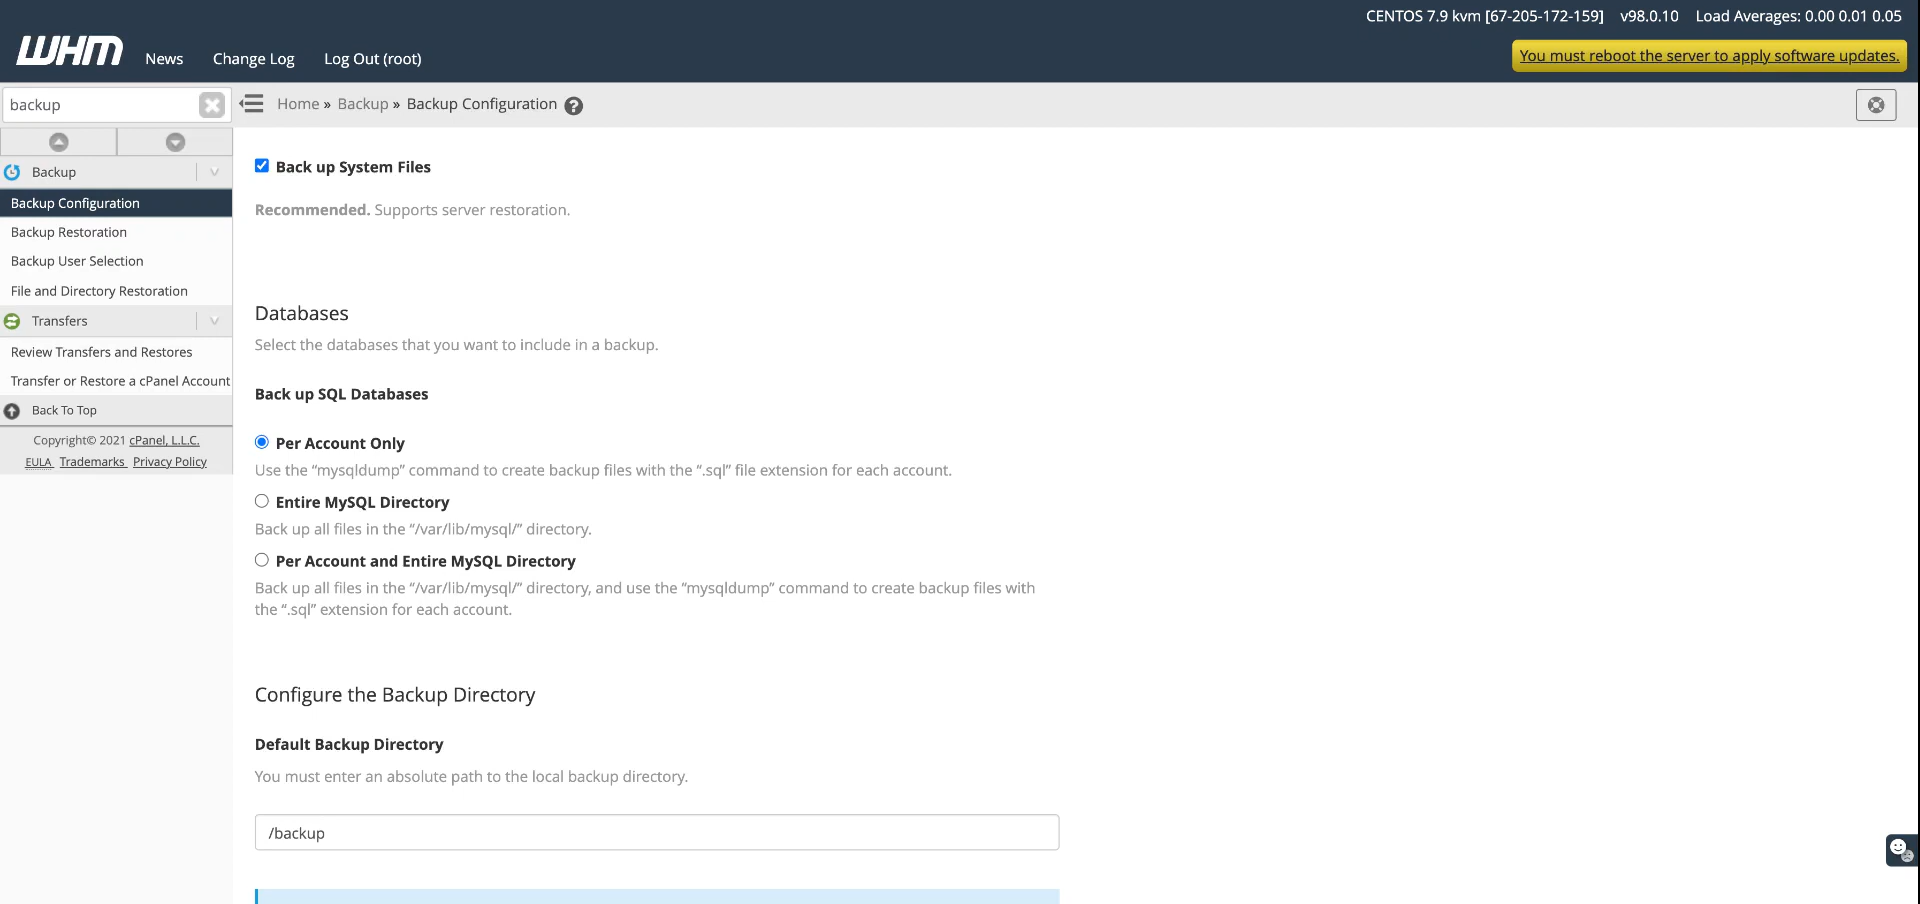 CENTOS 7.9 kvm [67-205-172-159] v98.0.10 Load Averages: 0.00 0.01 0.05
WHM News Change Log Log Out (root)
You must reboot the server to apply software updates.
backup
Home » Backup » Backup Configuration ?
Backup
Backup Configuration
Backup Restoration
Backup User Selection
File and Directory Restoration
Transfers
Review Transfers and Restores
Transfer or Restore a cPanel Account
Back To Top
Copyright© 2021 cPanel, L.L.C.
EULA Trademarks Privacy Policy
Back up System Files
Recommended. Supports server restoration.
Databases
Select the databases that you want to include in a backup.
Back up SQL Databases
Per Account Only
Use the “mysqldump” command to create backup files with the “.sql” file extension for each account.
Entire MySQL Directory
Back up all files in the “/var/lib/mysql/” directory.
Per Account and Entire MySQL Directory
Back up all files in the “/var/lib/mysql/” directory, and use the “mysqldump” command to create backup files with
the “.sql” extension for each account.
Configure the Backup Directory
Default Backup Directory
You must enter an absolute path to the local backup directory.
/backup